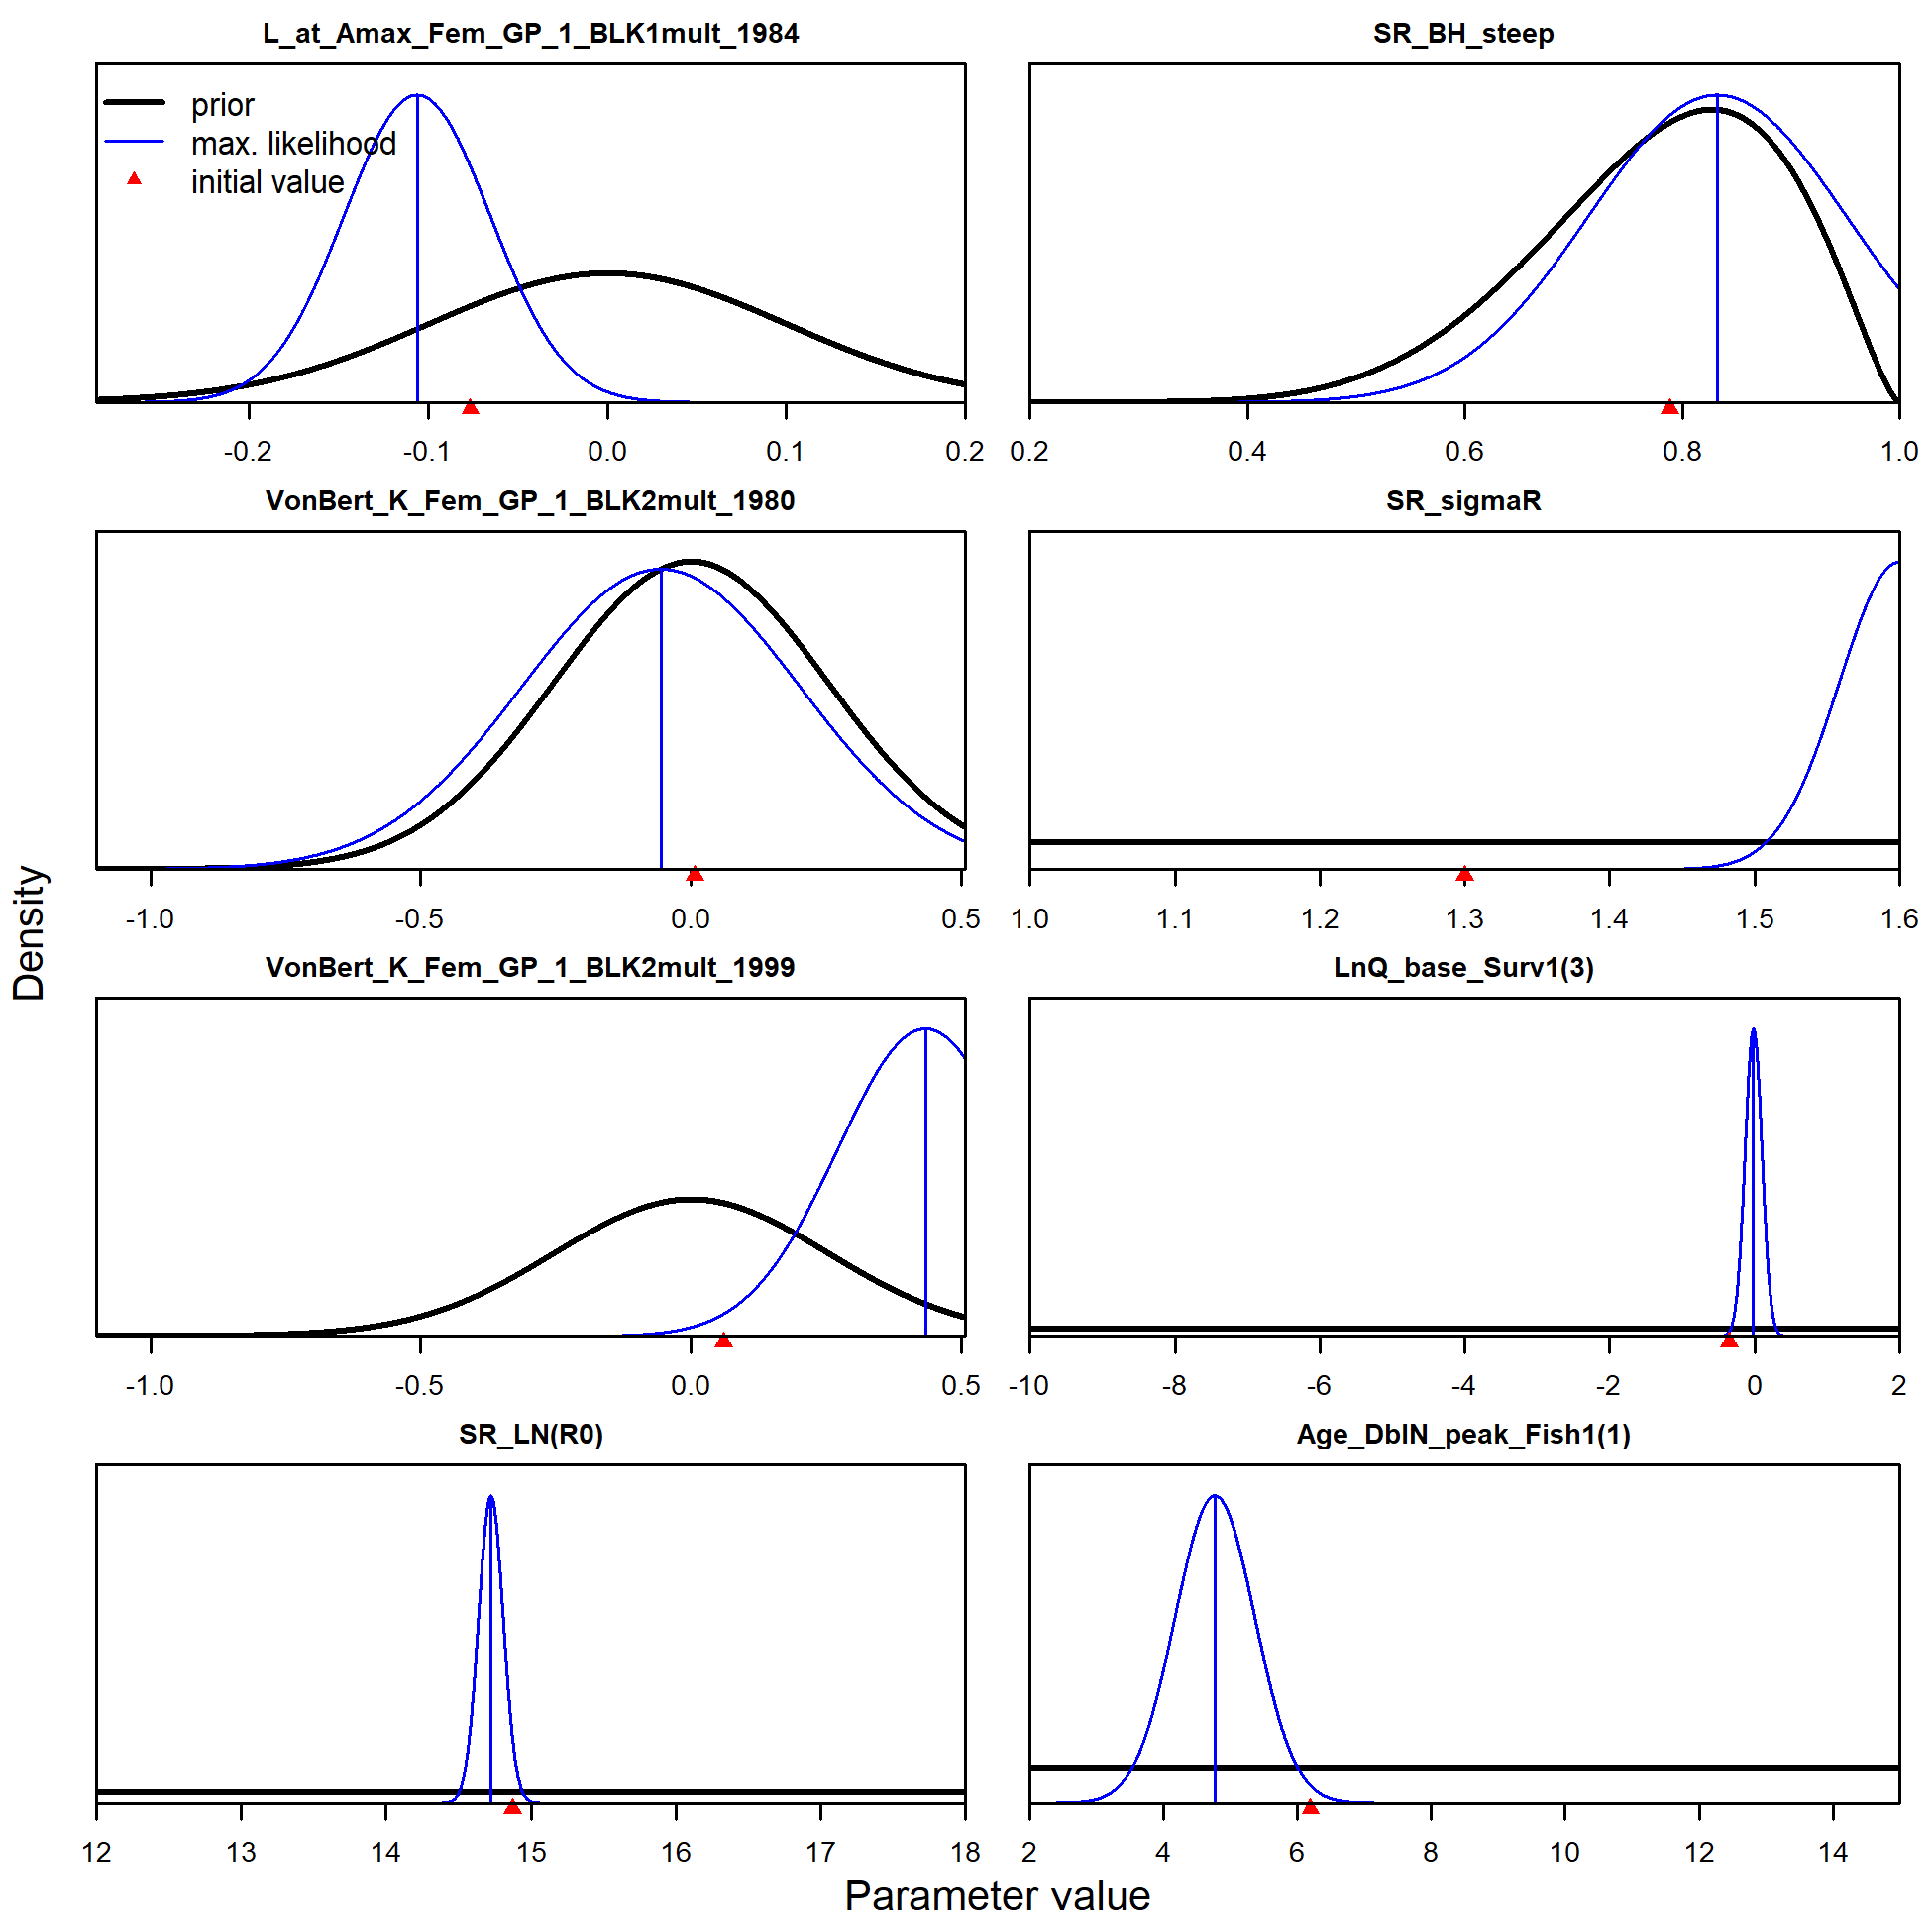 L_at_Amax_Fem_GP_1_BLK1mult_1984
prior
max. likelihood
initial value
-0.2 -0.1 0.0 0.1 0.2
SR_BH_steep
0.2 0.4 0.6 0.8 1.0
VonBert_K_Fem_GP_1_BLK2mult_1980
-1.0 -0.5 0.0 0.5
SR_sigmaR
1.0 1.1 1.2 1.3 1.4 1.5 1.6
VonBert_K_Fem_GP_1_BLK2mult_1999
-1.0 -0.5 0.0 0.5
LnQ_base_Surv1(3)
-10 -8 -6 -4 -2 0 2
SR_LN(R0)
12 13 14 15 16 17 18
Age_DblN_peak_Fish1(1)
2 4 6 8 10 12 14
Density
Parameter value